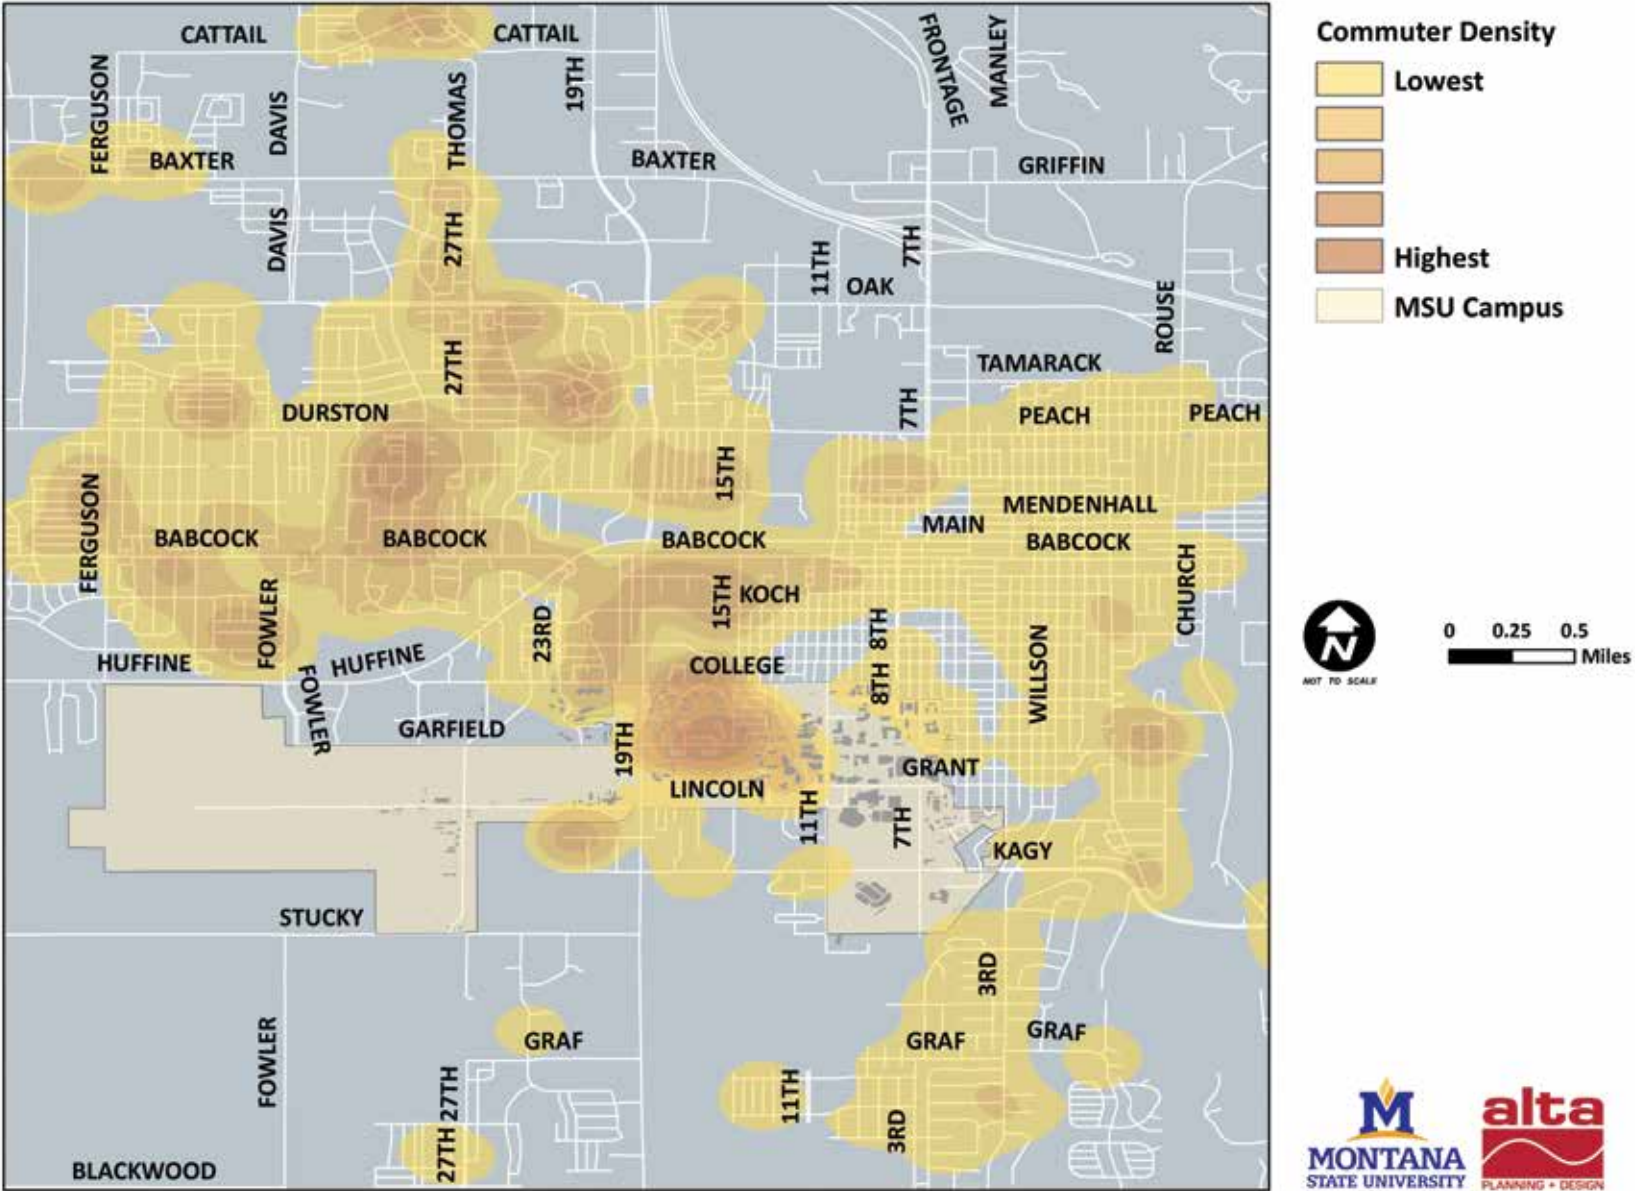 CATTAIL
CATTAIL
FERGUSON
DAVIS
THOMAS
19TH
FRONTAGE
MANLEY
BAXTER
BAXTER
GRIFFIN
DAVIS
27TH
11TH
7TH
OAK
ROUSE
27TH
TAMARACK
DURSTON
7TH
PEACH
PEACH
FERGUSON
15TH
MENDENHALL
MAIN
BABCOCK
BABCOCK
BABCOCK
BABCOCK
FOWLER
23RD
15TH
KOCH
8TH
CHURCH
HUFFINE
HUFFINE
COLLEGE
8TH
WILLSON
FOWLER
GARFIELD
19TH
GRANT
LINCOLN
11TH
7TH
KAGY
STUCKY
3RD
FOWLER
GRAF
GRAF
GRAF
27TH
11TH
3RD
27TH
BLACKWOOD
Commuter Density
Lowest
Highest
MSU Campus
N
NOT TO SCALE
0 0.25 0.5
Miles
M
MONTANA
STATE UNIVERSITY
alta
PLANNING + DESIGN